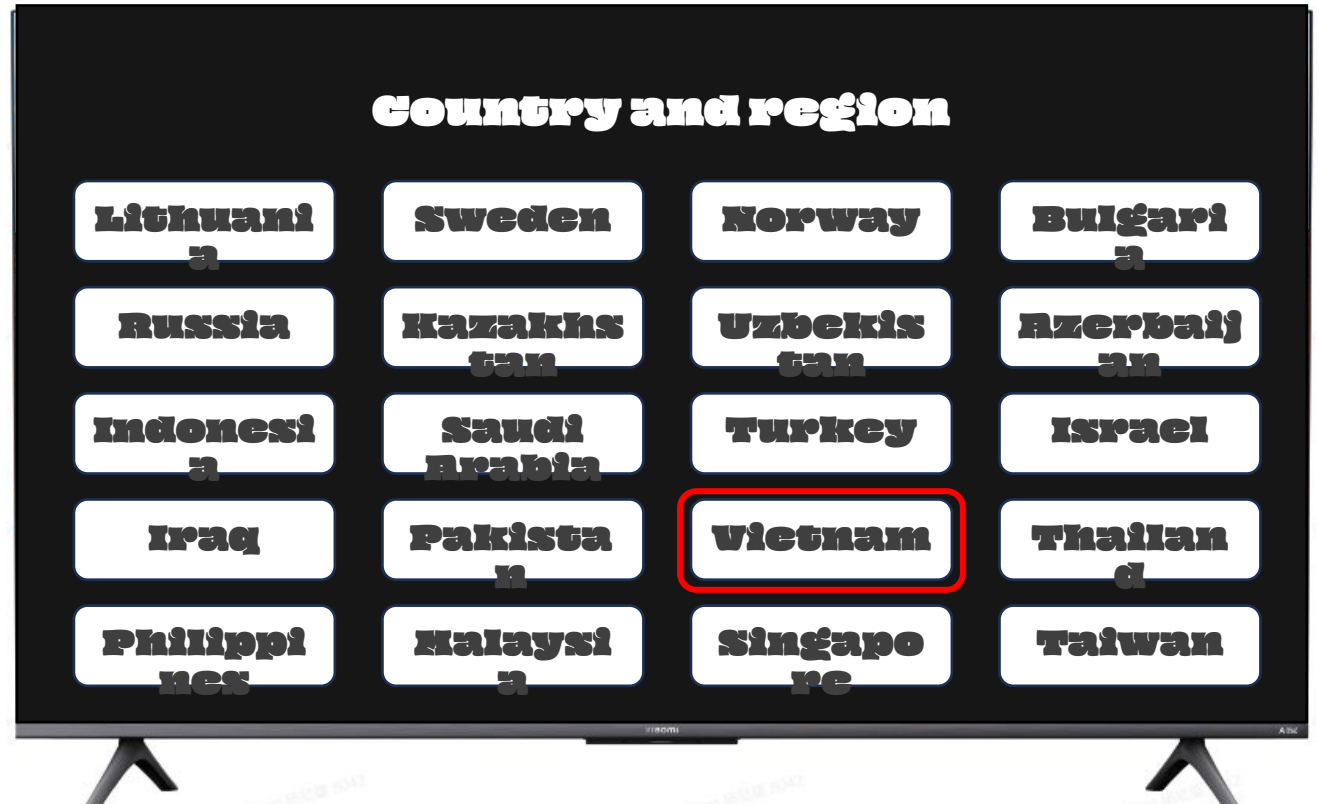 Country and region
Lithuani
a
Sweden
Norway
Bulgari
a
Russia
Kazakhs
tan
Uzbekis
tan
Azerbaij
an
Indonesi
a
Saudi
Arabia
Turkey
Israel
Iraq
Pakista
n
Vietnam
Thailan
d
Philippi
nes
Malaysi
a
Singapo
re
Taiwan
xiaomi